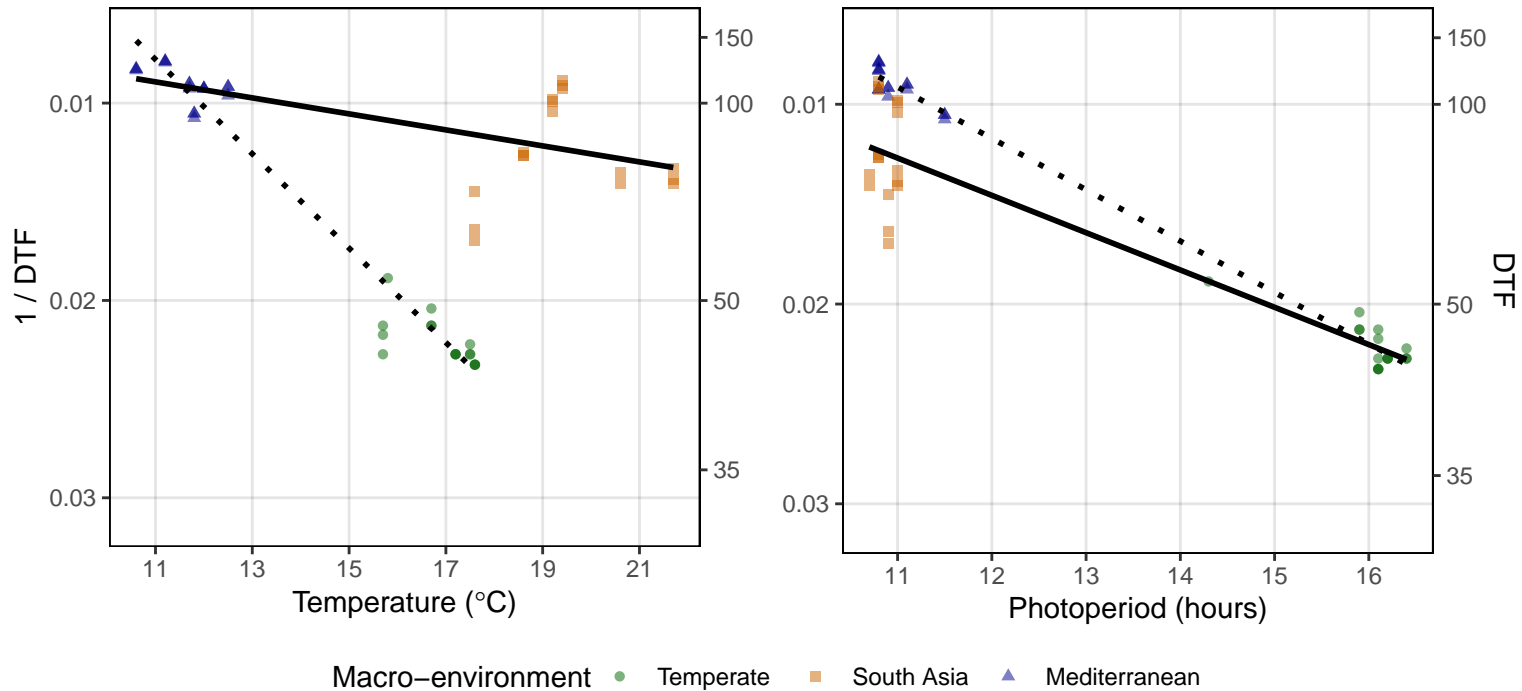 1 / DTF
0.01
0.02
0.03
150
100
50
35
11 13 15 17 19 21
Temperature (°C)
0.01
0.02
0.03
150
100
50
35
DTF
11 12 13 14 15 16
Photoperiod (hours)
Macro−environment Temperate South Asia Mediterranean